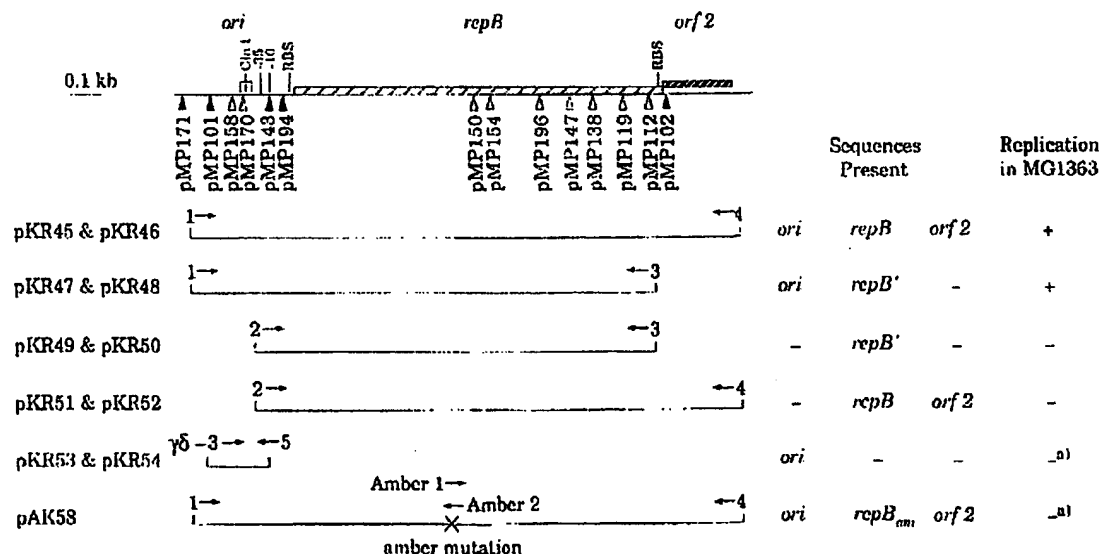 ori repB orf 2
Cla I -35 -10 RBS RBS
0.1 kb
pMP171 pMP101 pMP158 pMP170 pMP143 pMP194 pMP150 pMP154 pMP196 pMP147 pMP138 pMP119 pMP112 pMP102
Sequences Present
Replication in MG1363
pKR45 & pKR46 1 4 ori repB orf 2 +
pKR47 & pKR48 1 3 ori repB' - +
pKR49 & pKR50 2 3 - repB' - -
pKR51 & pKR52 2 4 - repB orf 2 -
pKR53 & pKR54 γδ -3 5 ori - - -a)
Amber 1
Amber 2
pAK58 1 4 ori repBam orf 2 -a)
amber mutation